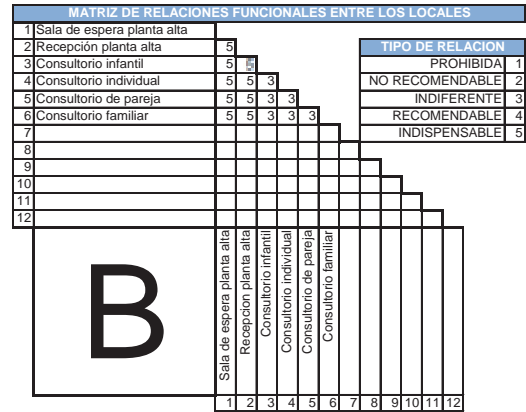 MATRIZ DE RELACIONES FUNCIONALES ENTRE LOS LOCALES
1 Sala de espera planta alta
2 Recepción planta alta 5
3 Consultorio infantil 5
4 Consultorio individual 5 5 3
5 Consultorio de pareja 5 5 3 3
6 Consultorio familiar 5 5 3 3 3
7
8
9
10
11
12
TIPO DE RELACION
PROHIBIDA 1
NO RECOMENDABLE 2
INDIFERENTE 3
RECOMENDABLE 4
INDISPENSABLE 5
B
Sala de espera planta alta
Recepcion planta alta
Consultorio infantil
Consultorio individual
Consultorio de pareja
Consultorio familiar
1 2 3 4 5 6 7 8 9 10 11 12